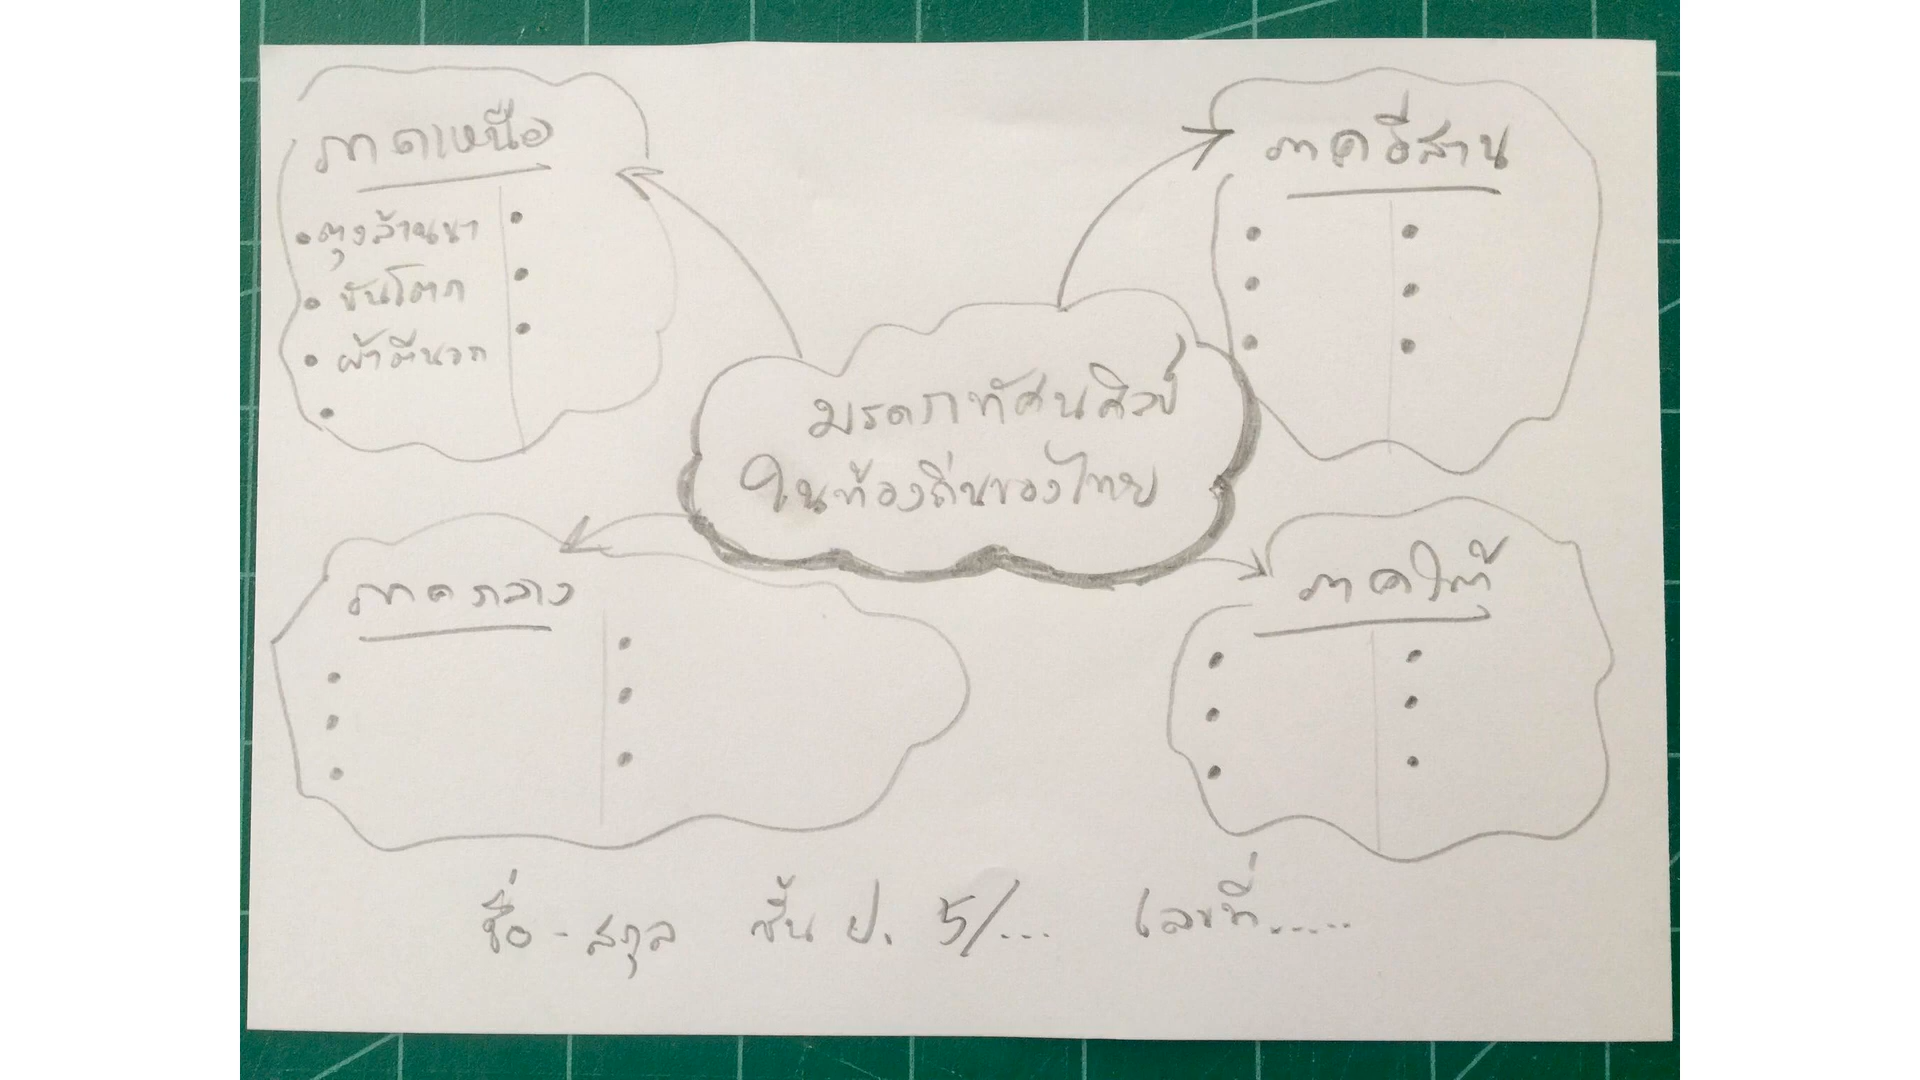 ภาคเหนือ
• ตุงล้านนา
• ขันโตก
• ผ้าตีนจก
ภาคอีสาน
มรดกทัศนศิลป์
ในท้องถิ่นของไทย
ภาคกลาง
ภาคใต้
ชื่อ - สกุล ชั้น ป. 5/... เลขที่......